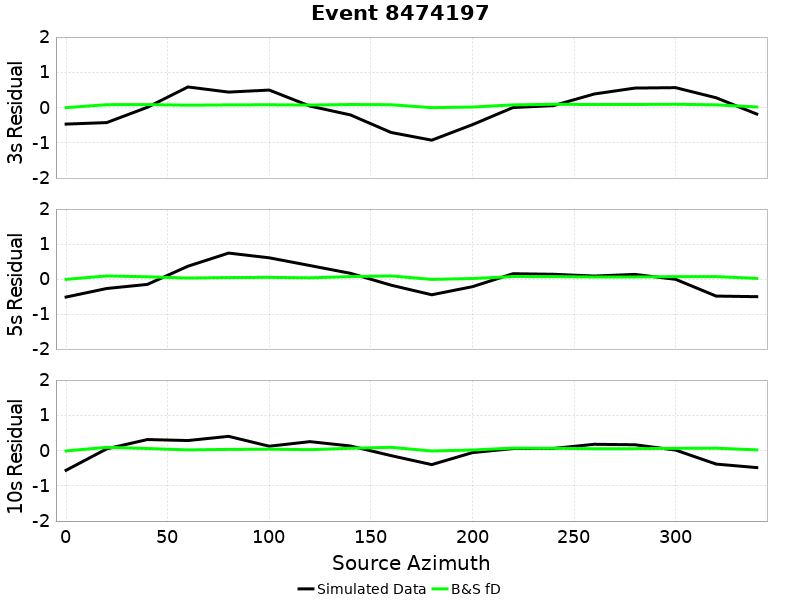 Event 8474197
3s Residual
2
1
0
-1
-2
5s Residual
2
1
0
-1
-2
10s Residual
2
1
0
-1
-2
0 50 100 150 200 250 300
Source Azimuth
Simulated Data B&S fD